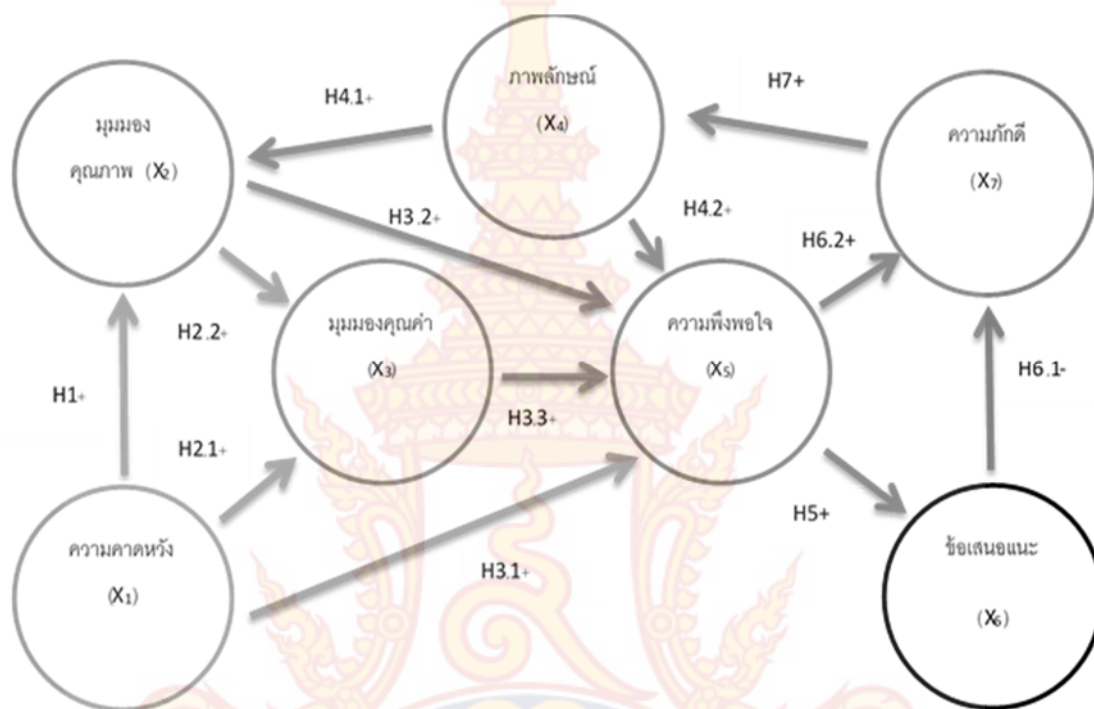 ภาพลักษณ์
(X₄)
H7+
H4.1+
มุมมอง
คุณภาพ (X₂)
ความภักดี
(X₇)
H3.2+
H4.2+
H6.2+
มุมมองคุณค่า
(X₃)
ความพึงพอใจ
(X₅)
H2.2+
H6.1-
H1+
H3.3+
H2.1+
H5+
ความคาดหวัง
(X₁)
H3.1+
ข้อเสนอแนะ
(X₆)